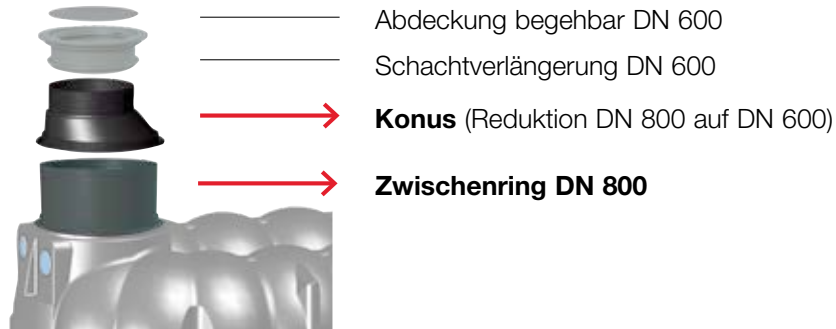 Abdeckung begehbar DN 600
Schachtverlängerung DN 600
Konus (Reduktion DN 800 auf DN 600)
Zwischenring DN 800